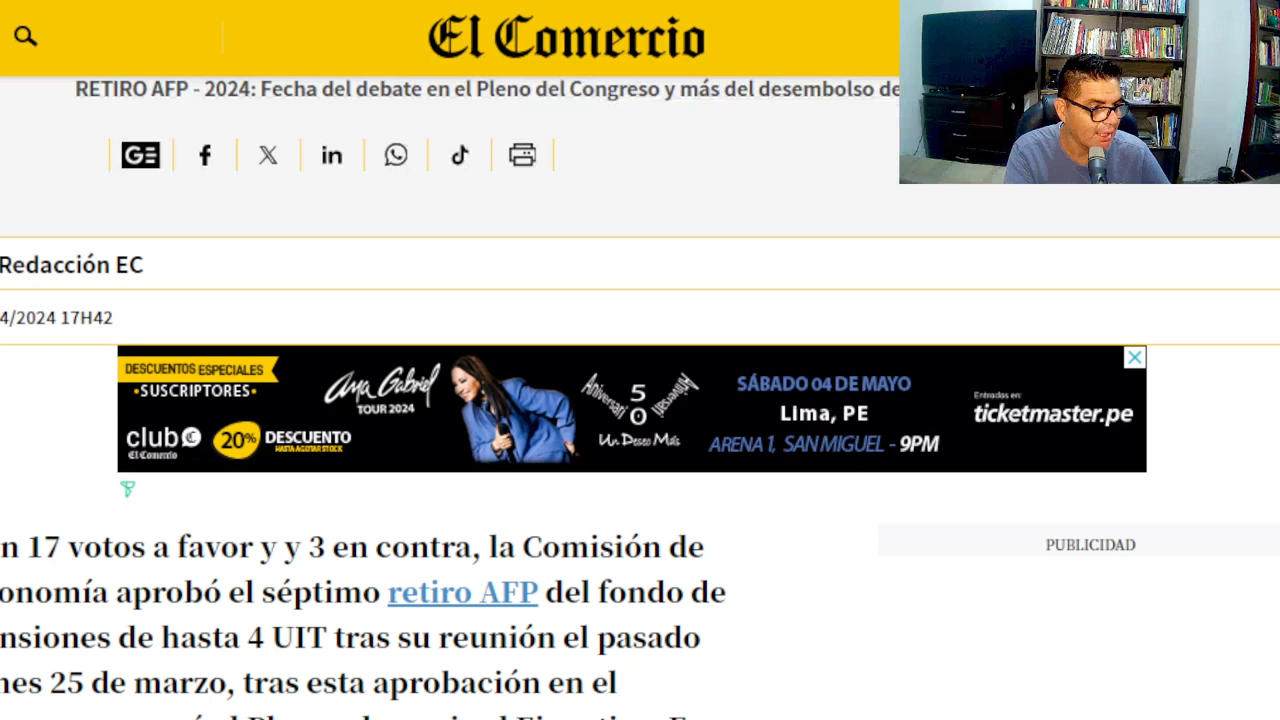 El Comercio
RETIRO AFP - 2024: Fecha del debate en el Pleno del Congreso y más del desembolso de
GE
Redacción EC
4/2024 17H42
DESCUENTOS ESPECIALES
•SUSCRIPTORES•
club
El Comercio
20% DESCUENTO
HASTA AGOTAR STOCK
Ana Gabriel
TOUR 2024
Aniversario 50 Aniversario
Un Deseo Más
SÁBADO 04 DE MAYO
Lima, PE
ARENA 1, SAN MIGUEL - 9PM
Entradas en:
ticketmaster.pe
n 17 votos a favor y y 3 en contra, la Comisión de
onomía aprobó el séptimo retiro AFP del fondo de
nsiones de hasta 4 UIT tras su reunión el pasado
nes 25 de marzo, tras esta aprobación en el
PUBLICIDAD